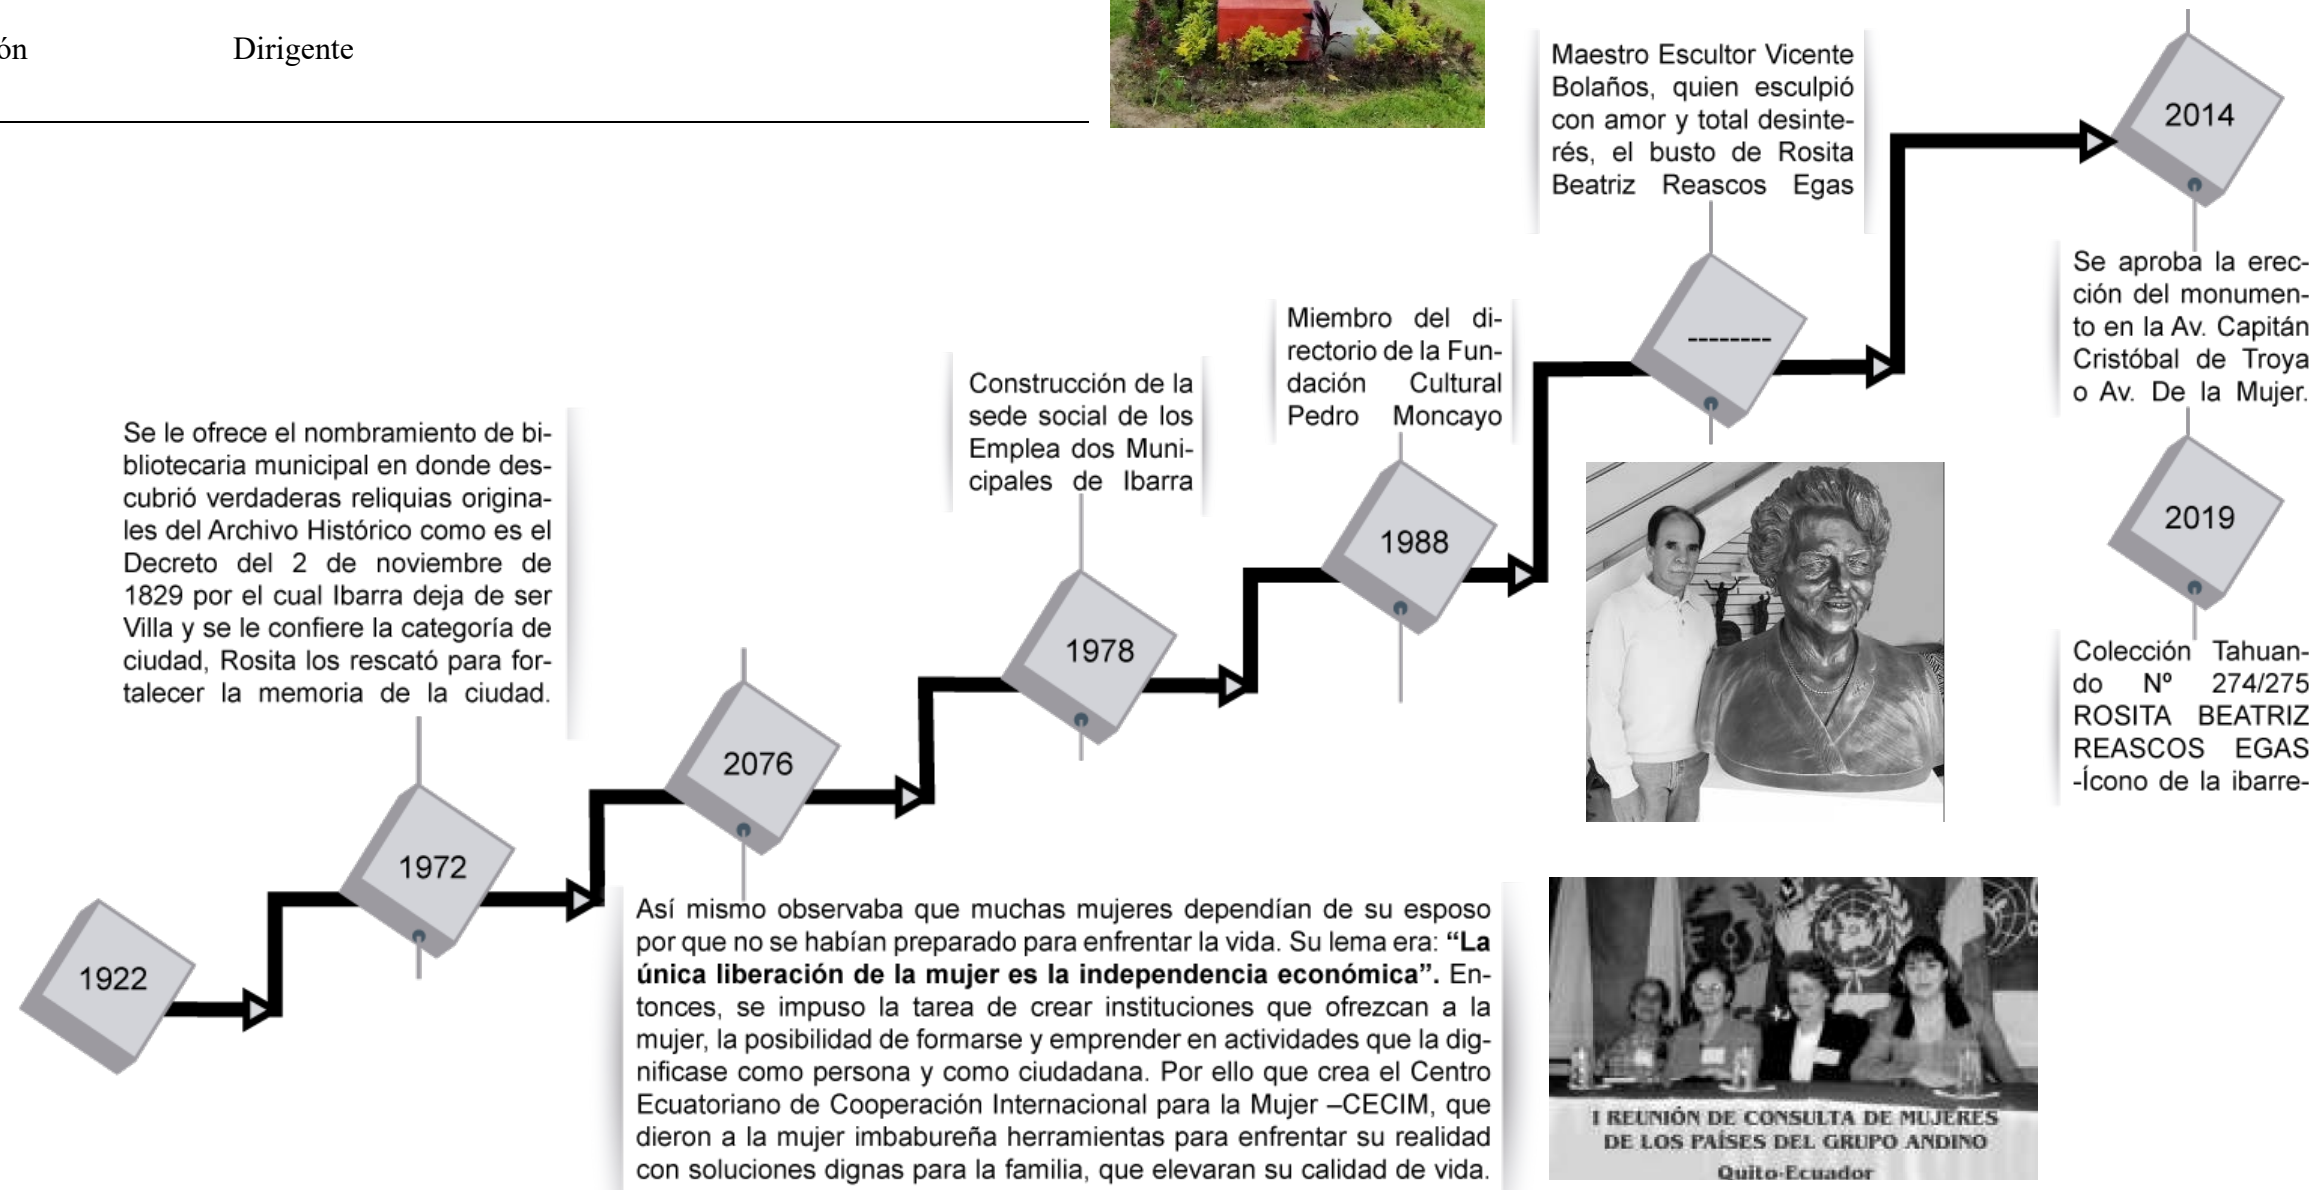 ón
Dirigente
Maestro Escultor Vicente
Bolaños, quien esculpió
con amor y total desinte-
rés, el busto de Rosita
Beatriz Reascos Egas
2014
Se aproba la erec-
ción del monumen-
to en la Av. Capitán
Cristóbal de Troya
o Av. De la Mujer.
--------
Miembro del di-
rectorio de la Fun-
dación Cultural
Pedro Moncayo
1988
Construcción de la
sede social de los
Emplea dos Muni-
cipales de Ibarra
1978
Se le ofrece el nombramiento de bi-
bliotecaria municipal en donde des-
cubrió verdaderas reliquias origina-
les del Archivo Histórico como es el
Decreto del 2 de noviembre de
1829 por el cual Ibarra deja de ser
Villa y se le confiere la categoría de
ciudad, Rosita los rescató para for-
talecer la memoria de la ciudad.
2019
Colección Tahuan-
do Nº 274/275
ROSITA BEATRIZ
REASCOS EGAS
-Ícono de la ibarre-
2076
1972
1922
Así mismo observaba que muchas mujeres dependían de su esposo
por que no se habían preparado para enfrentar la vida. Su lema era: “La
única liberación de la mujer es la independencia económica”. En-
tonces, se impuso la tarea de crear instituciones que ofrezcan a la
mujer, la posibilidad de formarse y emprender en actividades que la dig-
nificase como persona y como ciudadana. Por ello que crea el Centro
Ecuatoriano de Cooperación Internacional para la Mujer –CECIM, que
dieron a la mujer imbabureña herramientas para enfrentar su realidad
con soluciones dignas para la familia, que elevaran su calidad de vida.
I REUNIÓN DE CONSULTA DE MUJERES
DE LOS PAÍSES DEL GRUPO ANDINO
Quito-Ecuador